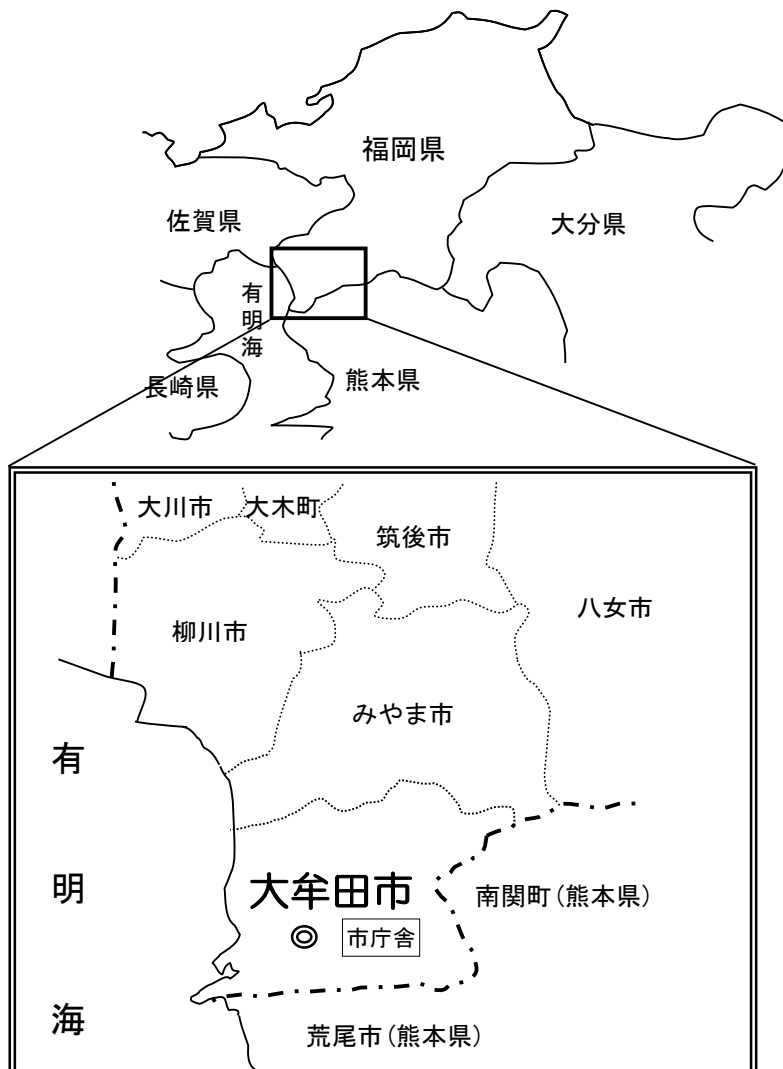 福岡県
佐賀県
大分県
有明海
長崎県
熊本県
大川市
大木町
筑後市
八女市
柳川市
みやま市
有明海
大牟田市
南関町(熊本県)
市庁舎
荒尾市(熊本県)